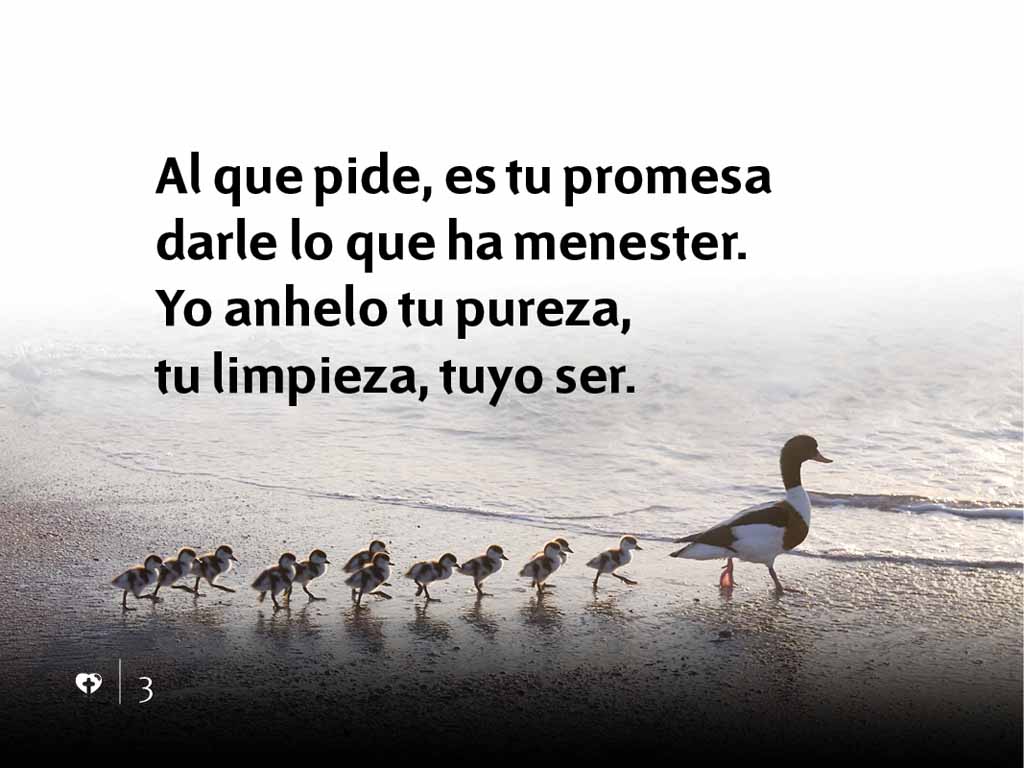 Al que pide, es tu promesa
darle lo que ha menester.
Yo anhelo tu pureza,
tu limpieza, tuyo ser.
3